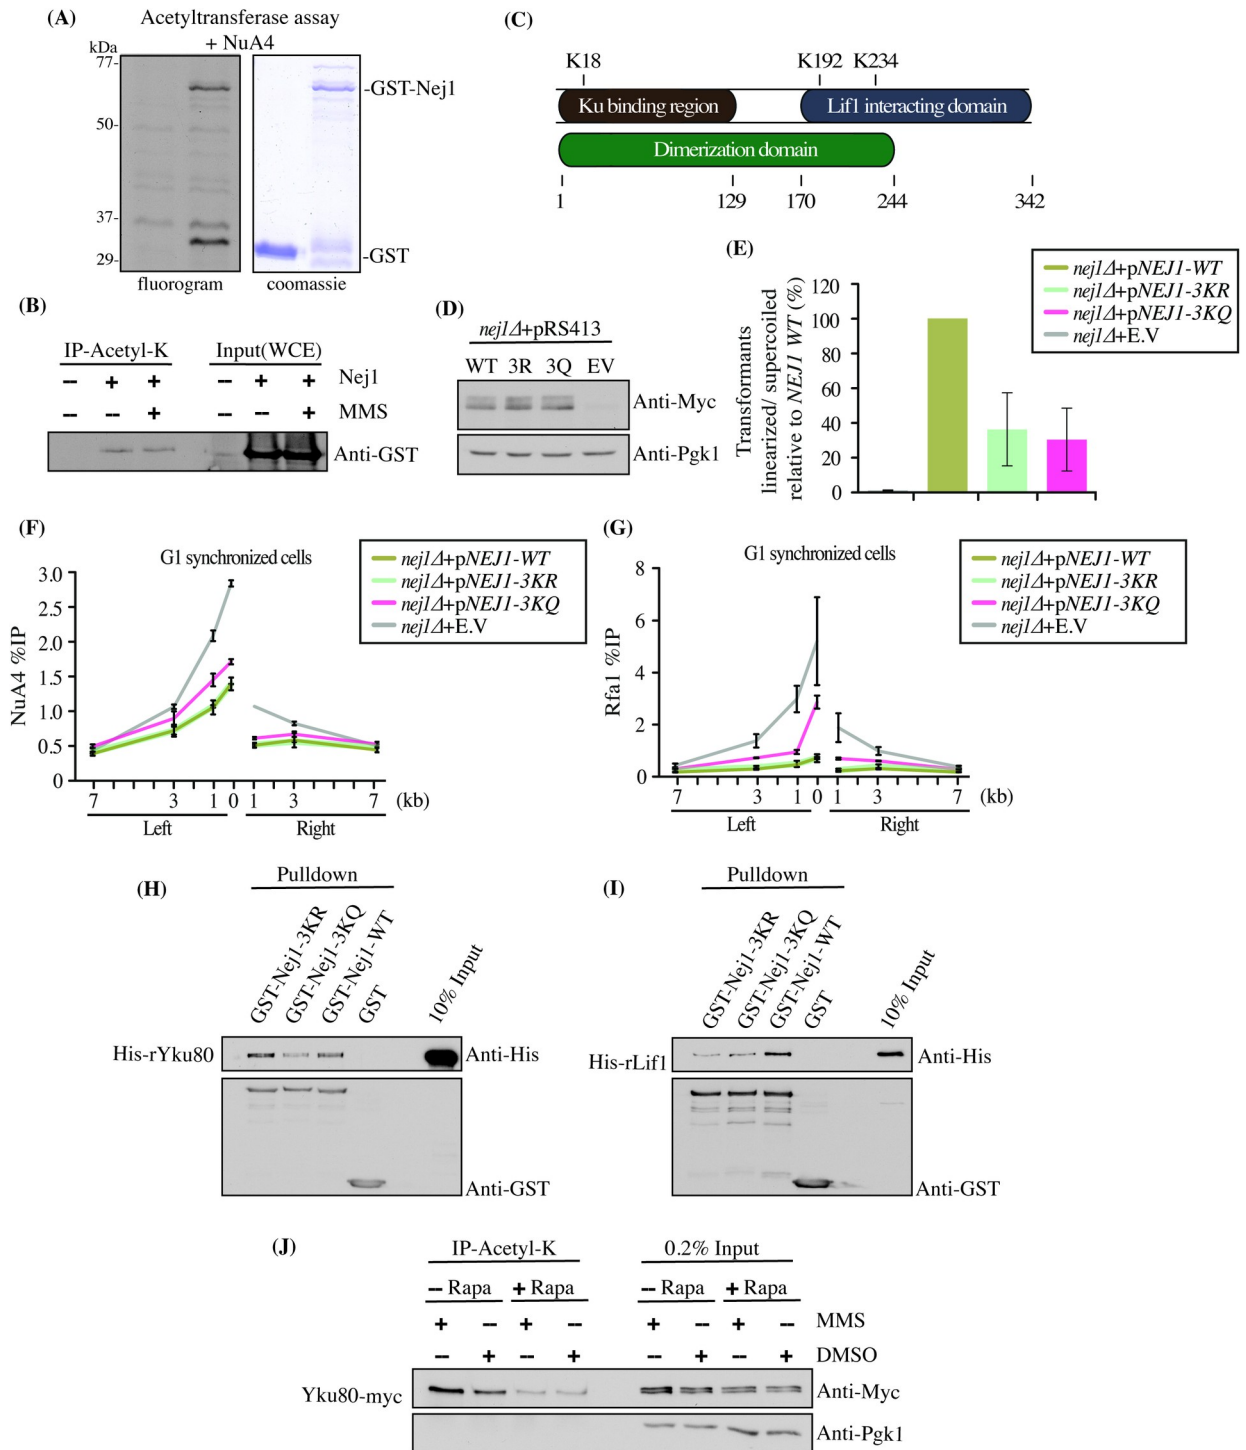 (A)
Acetyltransferase assay
+ NuA4
kDa
77-
50-
37-
29-
-GST-Nej1
-GST
fluorogram coomassie
(B)
IP-Acetyl-K Input(WCE)
-- + + -- + + Nej1
-- -- + -- -- + MMS
Anti-GST
(C)
K18 K192 K234
Ku binding region Lif1 interacting domain
Dimerization domain
1 129 170 244 342
(D)
nej1Δ+pRS413
WT 3R 3Q EV
Anti-Myc
Anti-Pgk1
(E)
nej1Δ+pNEJ1-WT
nej1Δ+pNEJ1-3KR
nej1Δ+pNEJ1-3KQ
nej1Δ+E.V
Transformants
linearized/ supercoiled
relative to NEJ1 WT (%)
120
100
80
60
40
20
0
(F)
G1 synchronized cells
nej1Δ+pNEJ1-WT
nej1Δ+pNEJ1-3KR
nej1Δ+pNEJ1-3KQ
nej1Δ+E.V
NuA4 %IP
3.0
2.5
2.0
1.5
1.0
0.5
0
7 3 1 0 1 3 7 (kb)
Left Right
(G)
G1 synchronized cells
nej1Δ+pNEJ1-WT
nej1Δ+pNEJ1-3KR
nej1Δ+pNEJ1-3KQ
nej1Δ+E.V
Rfa1 %IP
8
6
4
2
0
7 3 1 0 1 3 7 (kb)
Left Right
(H)
Pulldown
GST-Nej1-3KR
GST-Nej1-3KQ
GST-Nej1-WT
GST
10% Input
His-rYku80
Anti-His
Anti-GST
(I)
Pulldown
GST-Nej1-3KR
GST-Nej1-3KQ
GST-Nej1-WT
GST
10% Input
His-rLif1
Anti-His
Anti-GST
(J)
IP-Acetyl-K 0.2% Input
-- Rapa + Rapa -- Rapa + Rapa
+ -- + -- + -- + -- MMS
-- + -- + -- + -- + DMSO
Yku80-myc
Anti-Myc
Anti-Pgk1